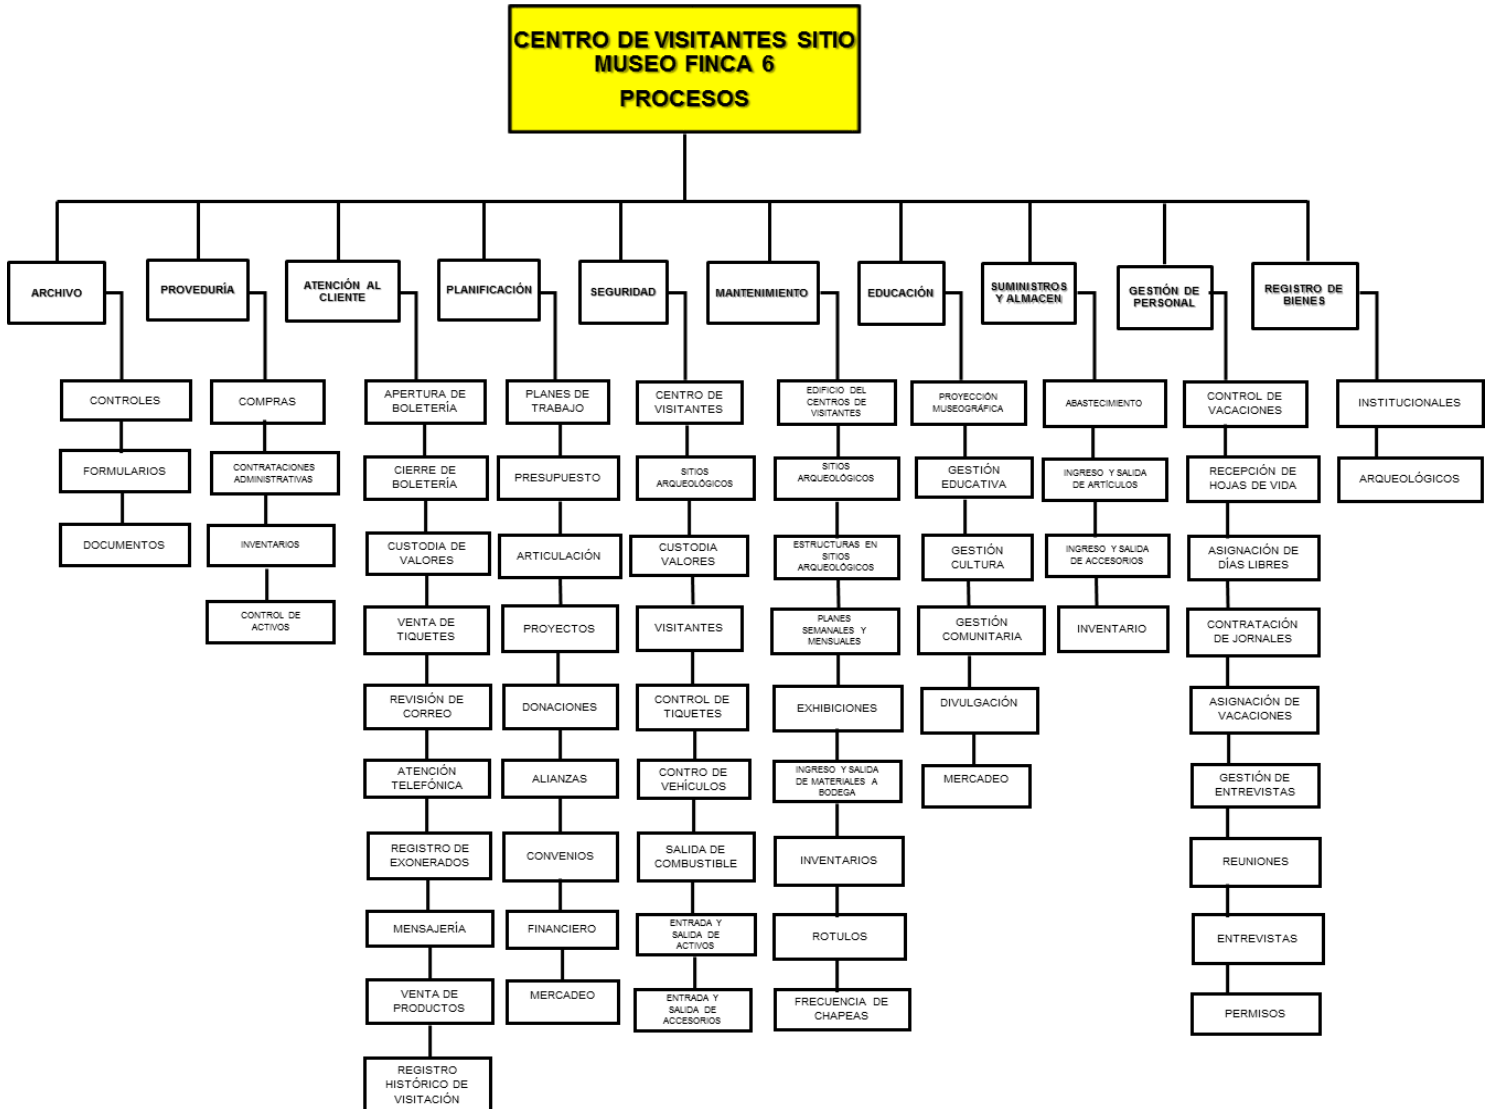 CENTRO DE VISITANTES SITIO
MUSEO FINCA 6
PROCESOS
ARCHIVO
PROVEDURÍA
ATENCIÓN AL
CLIENTE
PLANIFICACIÓN
SEGURIDAD
MANTENIMIENTO
EDUCACIÓN
SUMINISTROS
Y ALMACEN
GESTIÓN DE
PERSONAL
REGISTRO DE
BIENES
CONTROLES
FORMULARIOS
DOCUMENTOS
COMPRAS
CONTRATACIONES
ADMINISTRATIVAS
INVENTARIOS
CONTROL DE
ACTIVOS
APERTURA DE
BOLETERÍA
CIERRE DE
BOLETERÍA
CUSTODIA DE
VALORES
VENTA DE
TIQUETES
REVISIÓN DE
CORREO
ATENCIÓN
TELEFÓNICA
REGISTRO DE
EXONERADOS
MENSAJERÍA
VENTA DE
PRODUCTOS
REGISTRO
HISTÓRICO DE
VISITACIÓN
PLANES DE
TRABAJO
PRESUPUESTO
ARTICULACIÓN
PROYECTOS
DONACIONES
ALIANZAS
CONVENIOS
FINANCIERO
MERCADEO
CENTRO DE
VISITANTES
SITIOS
ARQUEOLÓGICOS
CUSTODIA
VALORES
VISITANTES
CONTROL DE
TIQUETES
CONTRO DE
VEHÍCULOS
SALIDA DE
COMBUSTIBLE
ENTRADA Y
SALIDA DE
ACTIVOS
ENTRADA Y
SALIDA DE
ACCESORIOS
EDIFICIO DEL
CENTROS DE
VISITANTES
SITIOS
ARQUEOLÓGICOS
ESTRUCTURAS EN
SITIOS
ARQUEOLÓGICOS
PLANES
SEMANALES Y
MENSUALES
EXHIBICIONES
INGRESO Y SALIDA
DE MATERIALES A
BODEGA
INVENTARIOS
ROTULOS
FRECUENCIA DE
CHAPEAS
PROYECCIÓN
MUSEOGRÁFICA
GESTIÓN
EDUCATIVA
GESTIÓN
CULTURA
GESTIÓN
COMUNITARIA
DIVULGACIÓN
MERCADEO
ABASTECIMIENTO
INGRESO Y SALIDA
DE ARTÍCULOS
INGRESO Y SALIDA
DE ACCESORIOS
INVENTARIO
CONTROL DE
VACACIONES
RECEPCIÓN DE
HOJAS DE VIDA
ASIGNACIÓN DE
DÍAS LIBRES
CONTRATACIÓN
DE JORNALES
ASIGNACIÓN DE
VACACIONES
GESTIÓN DE
ENTREVISTAS
REUNIONES
ENTREVISTAS
PERMISOS
INSTITUCIONALES
ARQUEOLÓGICOS